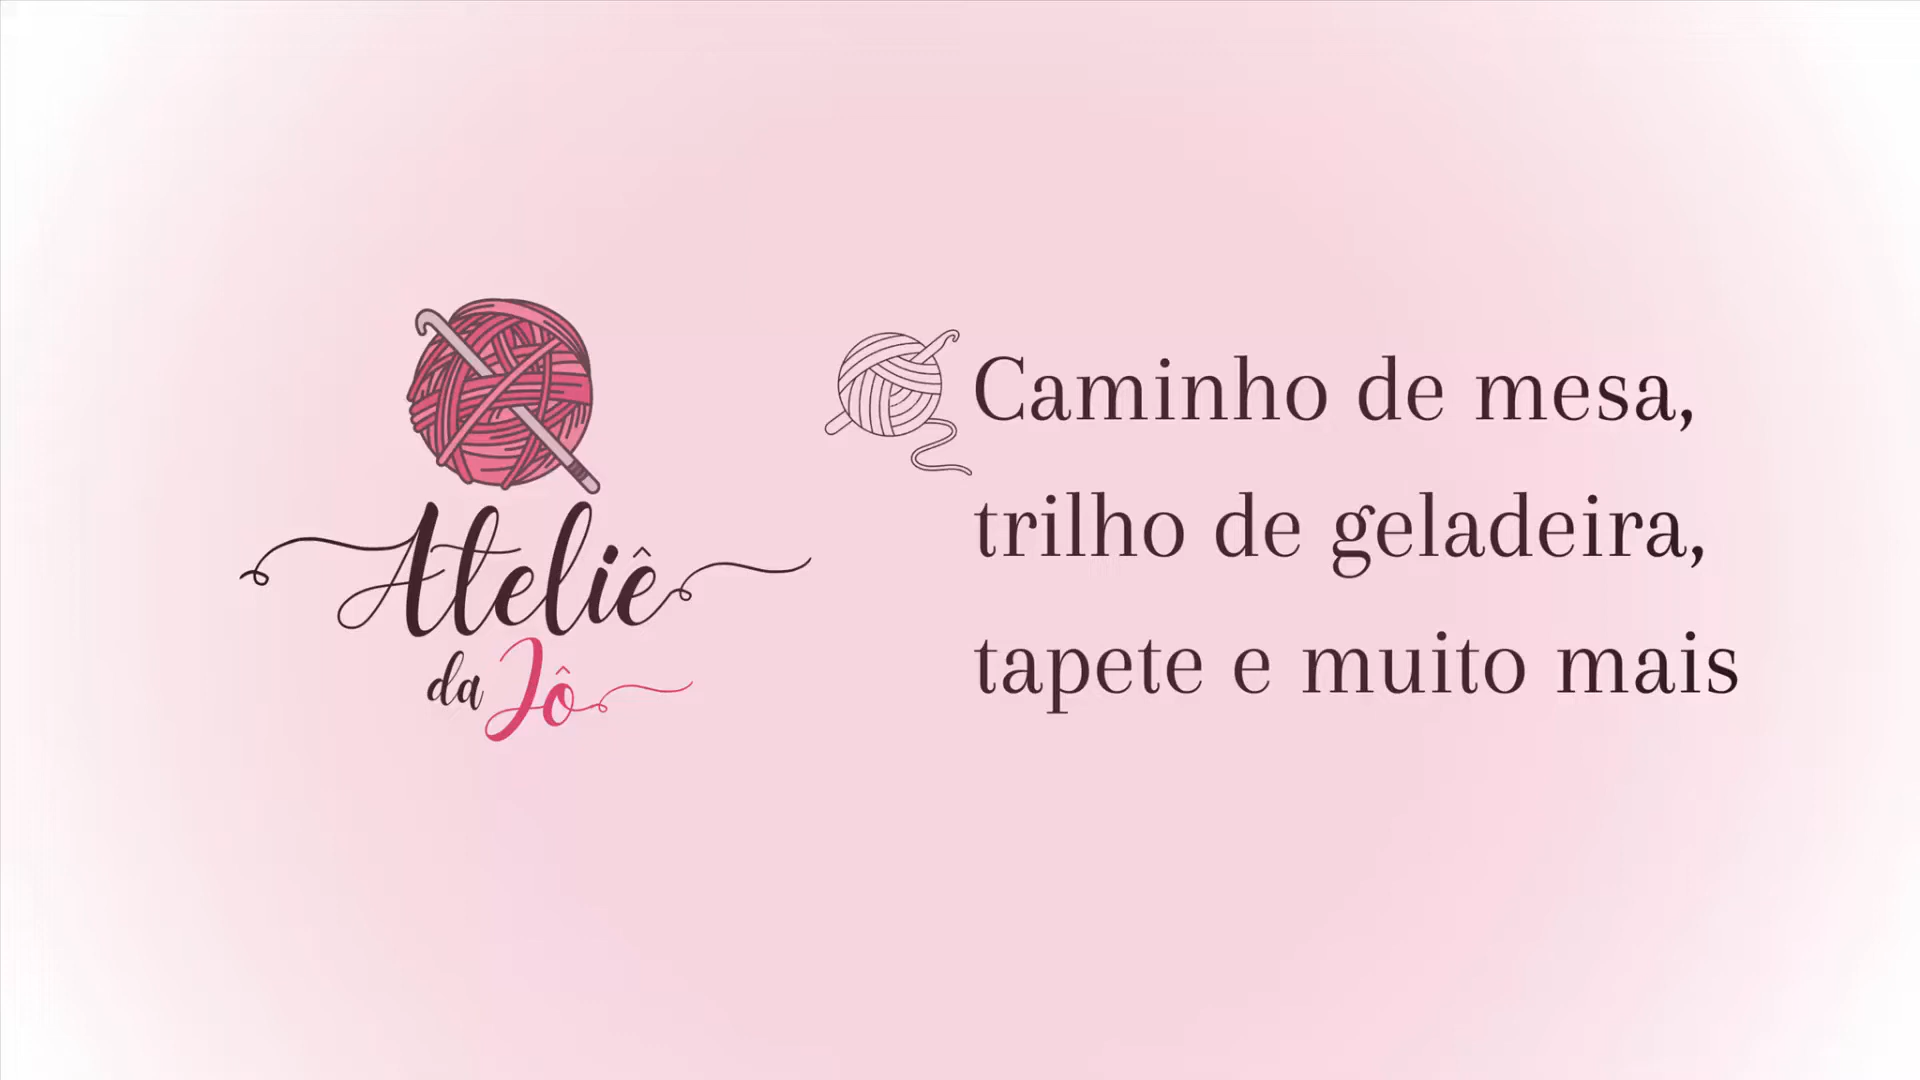 Ateliê
da Jô
Caminho de mesa,
trilho de geladeira,
tapete e muito mais